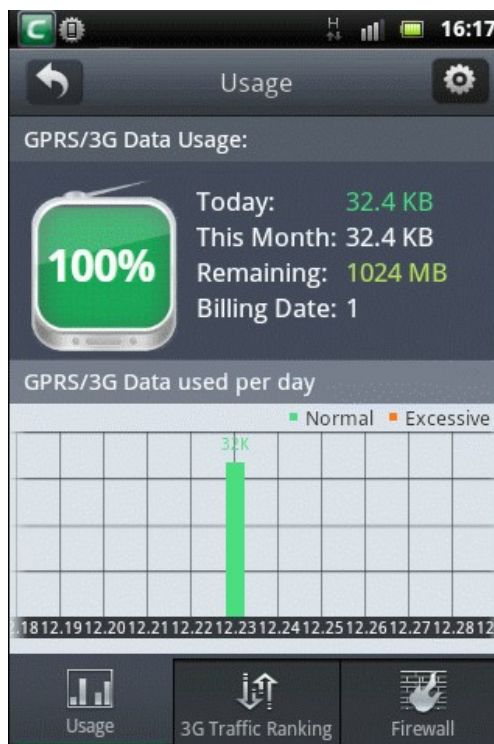 C H 16:17
Usage
GPRS/3G Data Usage:
100%
Today: 32.4 KB
This Month: 32.4 KB
Remaining: 1024 MB
Billing Date: 1
GPRS/3G Data used per day
Normal Excessive
32K
2.18 12.19 12.20 12.21 12.22 12.23 12.24 12.25 12.26 12.27 12.28 12
Usage 3G Traffic Ranking Firewall